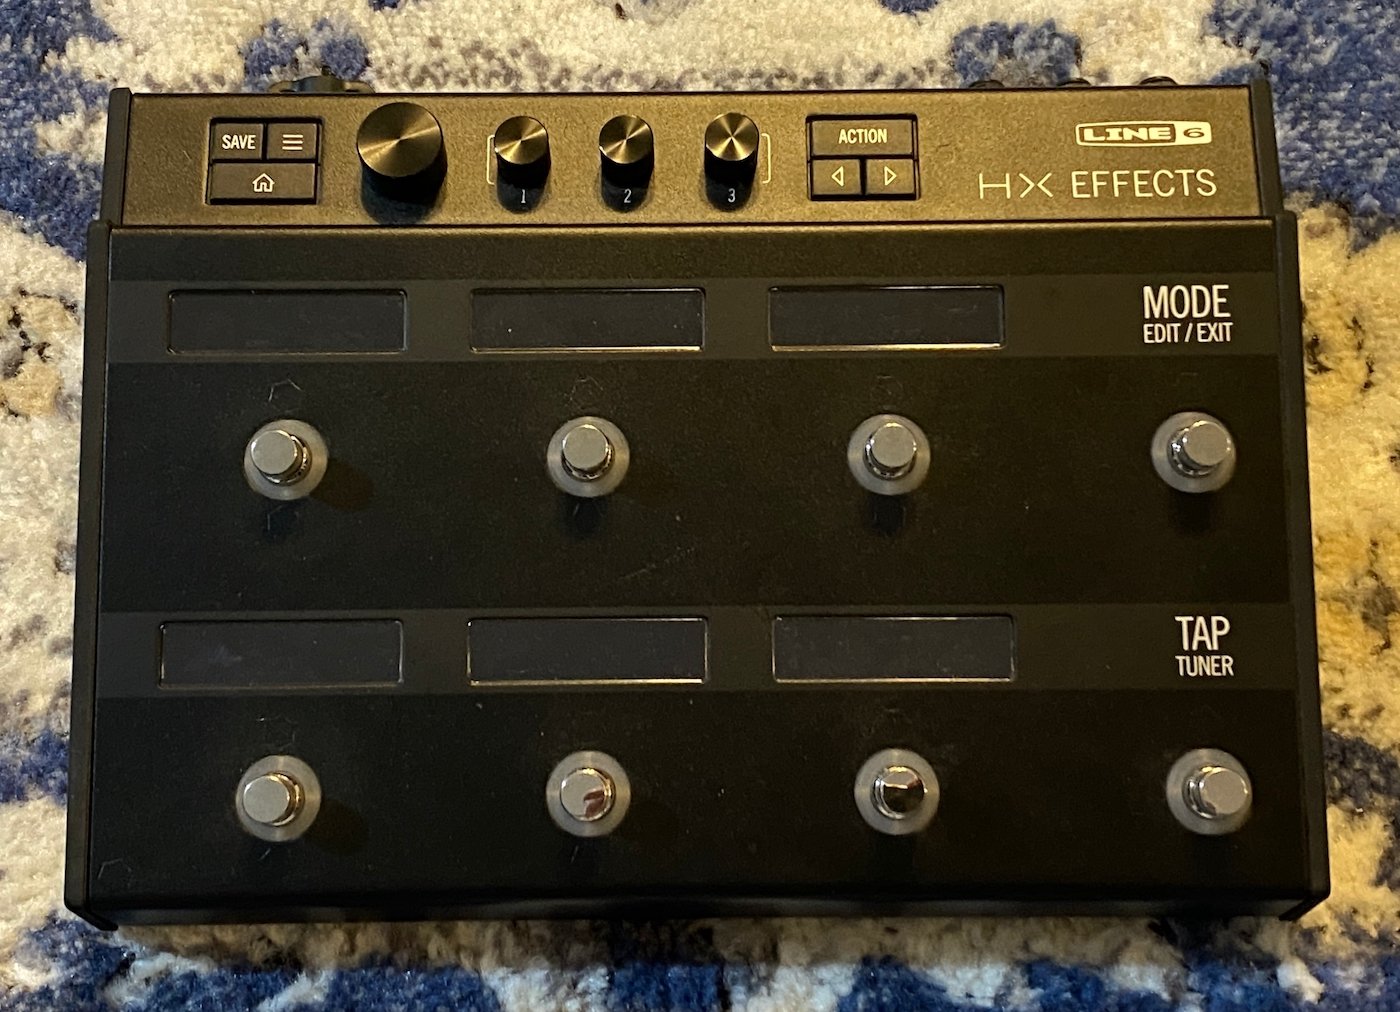 SAVE
1
2
3
ACTION
LINE 6
HX EFFECTS
MODE
EDIT / EXIT
TAP
TUNER